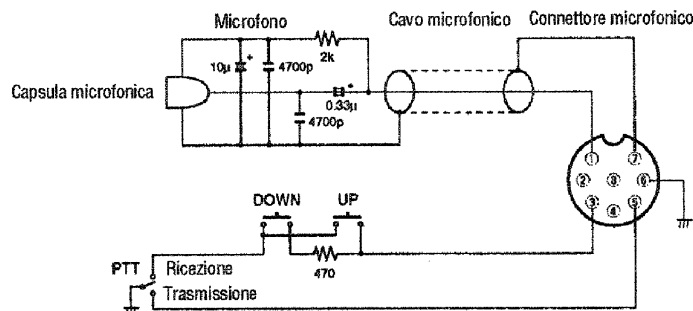 Microfono
Cavo microfonico
Connettore microfonico
2k
10μ
4700p
Capsula microfonica
0.33μ
4700p
1
7
2
8
6
3
5
4
DOWN
UP
470
PTT
Ricezione
Trasmissione